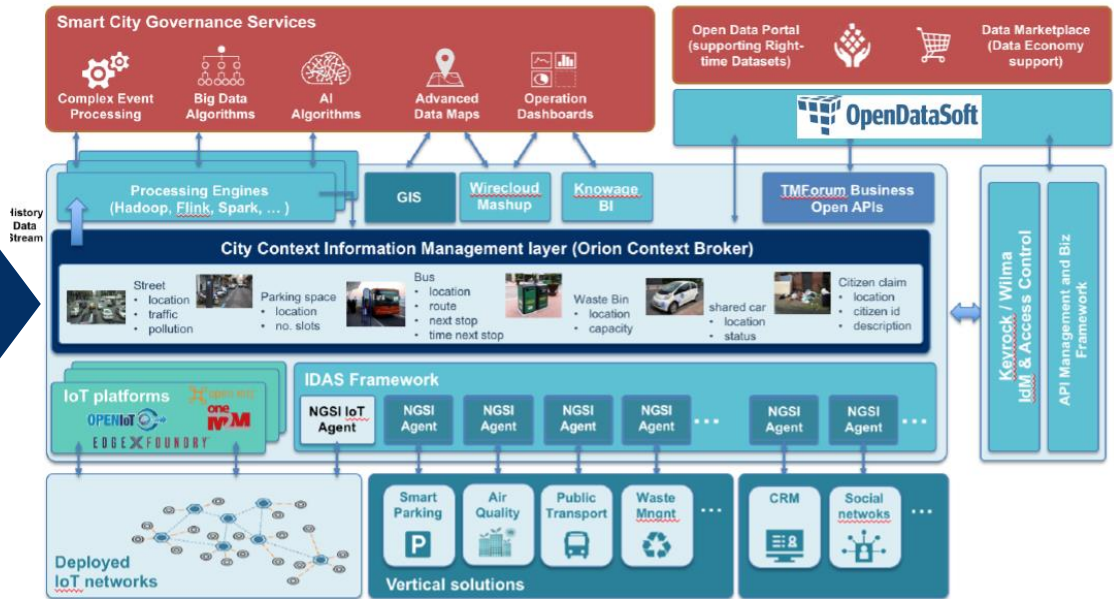 Smart City Governance Services
Complex Event
Processing
Big Data
Algorithms
AI
Algorithms
Advanced
Data Maps
Operation
Dashboards
Open Data Portal
(supporting Right-
time Datasets)
Data Marketplace
(Data Economy
support)
OpenDataSoft
Processing Engines
(Hadoop, Flink, Spark, ... )
GIS
Wirecloud
Mashup
Knowage
BI
TMForum Business
Open APIs
History
Data
Stream
City Context Information Management layer (Orion Context Broker)
Street
• location
• traffic
• pollution
Parking space
• location
• no. slots
Bus
• location
• route
• next stop
• time next stop
Waste Bin
• location
• capacity
shared car
• location
• status
Citizen claim
• location
• citizen id
• description
Keyrock / Wilma
IdM & Access Control
API Management and Biz
Framework
IoT platforms
OPENIoT
one
M2M
EDGE X FOUNDRY
IDAS Framework
NGSI IoT
Agent
NGSI
Agent
NGSI
Agent
NGSI
Agent
NGSI
Agent
...
NGSI
Agent
NGSI
Agent
...
Deployed
IoT networks
Smart
Parking
P
Air
Quality
Public
Transport
Waste
Mngnt
...
Vertical solutions
CRM
Social
netwoks
...